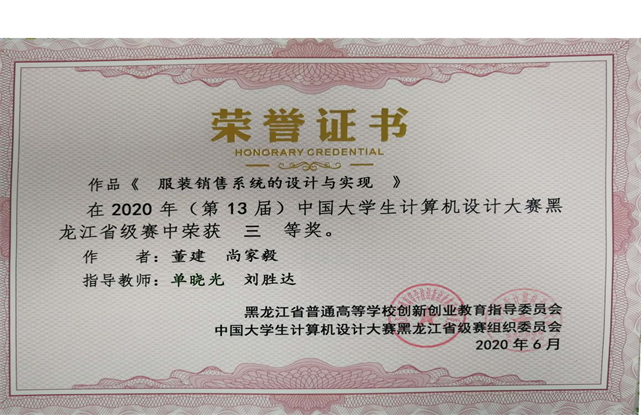 荣誉证书
HONORARY CREDENTIAL
作品《 服装销售系统的设计与实现 》
在2020年（第13届）中国大学生计算机设计大赛黑
龙江省级赛中荣获 三 等奖。
作 者：董建 尚家毅
指导教师：单晓光 刘胜达
黑龙江省普通高等学校创新创业教育指导委员会
中国大学生计算机设计大赛黑龙江省级赛组织委员会
2020年6月